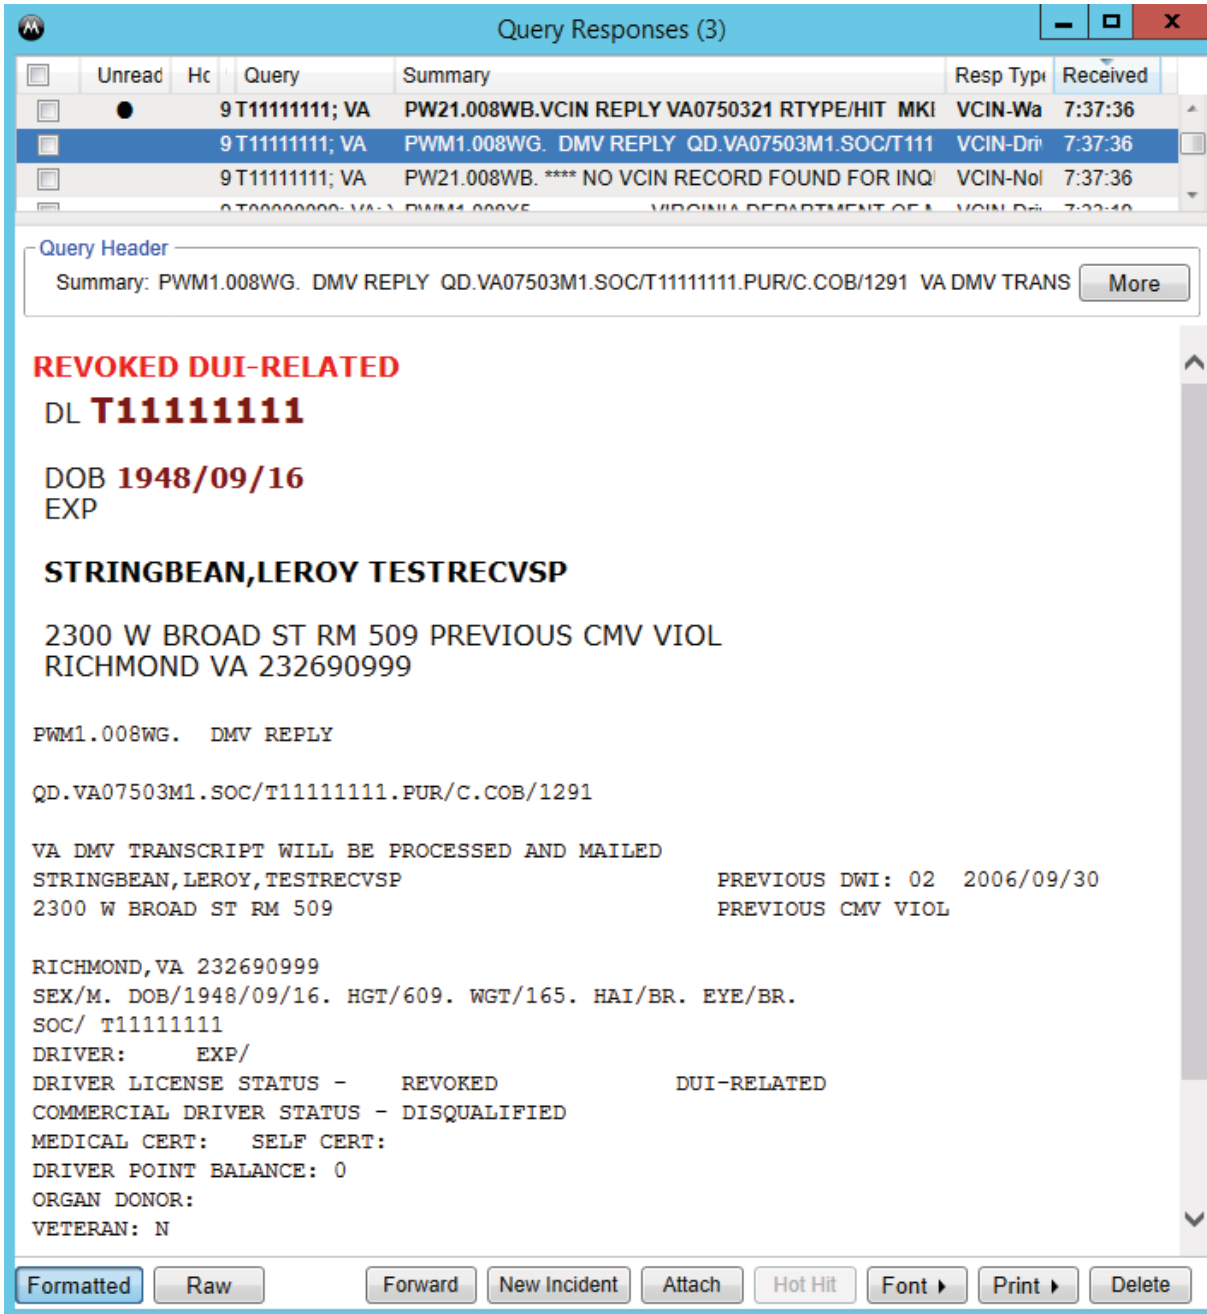 Query Responses (3)
Unread Hc Query Summary Resp Type Received
9 T11111111; VA PW21.008WB.VCIN REPLY VA0750321 RTYPE/HIT MKI VCIN-Wa 7:37:36
9 T11111111; VA PWM1.008WG. DMV REPLY QD.VA07503M1.SOC/T111 VCIN-Driv 7:37:36
9 T11111111; VA PW21.008WB. **** NO VCIN RECORD FOUND FOR INQ VCIN-Nol 7:37:36
Query Header
Summary: PWM1.008WG. DMV REPLY QD.VA07503M1.SOC/T11111111.PUR/C.COB/1291 VA DMV TRANS More
REVOKED DUI-RELATED
DL T11111111
DOB 1948/09/16
EXP
STRINGBEAN,LEROY TESTRECVSP
2300 W BROAD ST RM 509 PREVIOUS CMV VIOL
RICHMOND VA 232690999
PWM1.008WG. DMV REPLY
QD.VA07503M1.SOC/T11111111.PUR/C.COB/1291
VA DMV TRANSCRIPT WILL BE PROCESSED AND MAILED
STRINGBEAN,LEROY,TESTRECVSP PREVIOUS DWI: 02 2006/09/30
2300 W BROAD ST RM 509 PREVIOUS CMV VIOL
RICHMOND,VA 232690999
SEX/M. DOB/1948/09/16. HGT/609. WGT/165. HAI/BR. EYE/BR.
SOC/ T11111111
DRIVER: EXP/
DRIVER LICENSE STATUS - REVOKED DUI-RELATED
COMMERCIAL DRIVER STATUS - DISQUALIFIED
MEDICAL CERT: SELF CERT:
DRIVER POINT BALANCE: 0
ORGAN DONOR:
VETERAN: N
Formatted Raw Forward New Incident Attach Hot Hit Font Print Delete